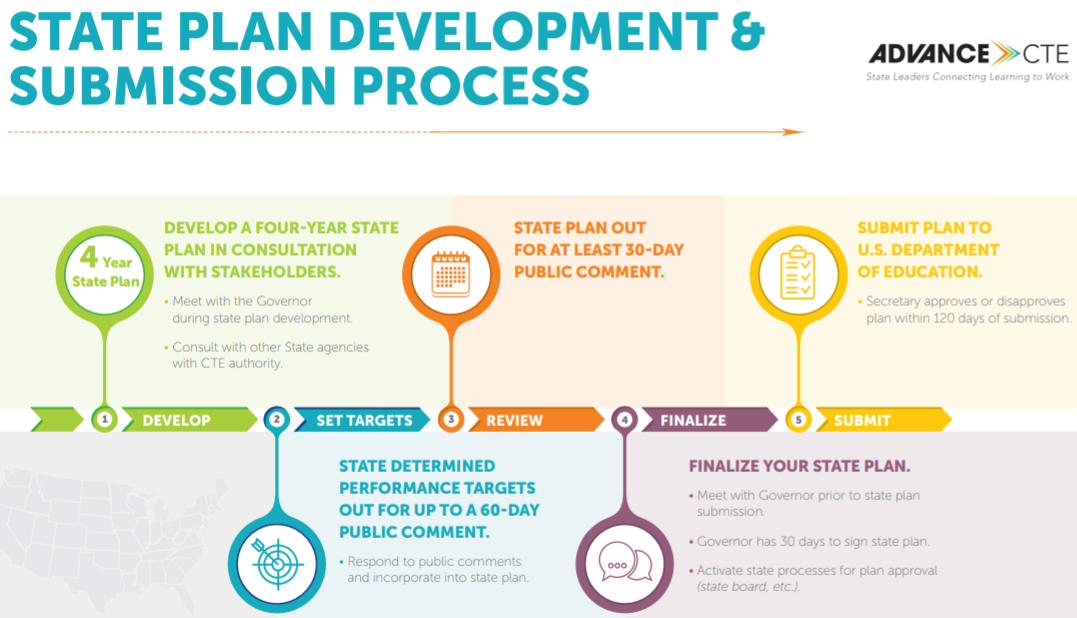 STATE PLAN DEVELOPMENT &
SUBMISSION PROCESS
ADVANCE CTE
State Leaders Connecting Learning to Work
4 Year
State Plan
DEVELOP A FOUR-YEAR STATE
PLAN IN CONSULTATION
WITH STAKEHOLDERS.
• Meet with the Governor
during state plan development.
• Consult with other State agencies
with CTE authority.
STATE PLAN OUT
FOR AT LEAST 30-DAY
PUBLIC COMMENT.
SUBMIT PLAN TO
U.S. DEPARTMENT
OF EDUCATION.
• Secretary approves or disapproves
plan within 120 days of submission.
1 DEVELOP 2 SET TARGETS 3 REVIEW 4 FINALIZE 5 SUBMIT
STATE DETERMINED
PERFORMANCE TARGETS
OUT FOR UP TO A 60-DAY
PUBLIC COMMENT.
• Respond to public comments
and incorporate into state plan.
FINALIZE YOUR STATE PLAN.
• Meet with Governor prior to state plan
submission.
• Governor has 30 days to sign state plan.
• Activate state processes for plan approval
(state board, etc.).